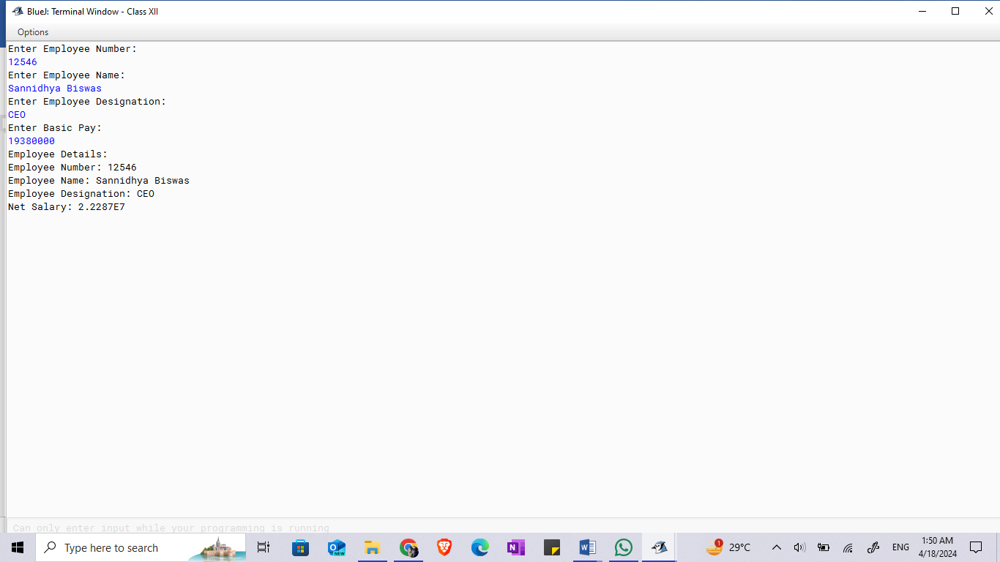 BlueJ: Terminal Window - Class XII
Options
Enter Employee Number:
12546
Enter Employee Name:
Sannidhya Biswas
Enter Employee Designation:
CEO
Enter Basic Pay:
19380000
Employee Details:
Employee Number: 12546
Employee Name: Sannidhya Biswas
Employee Designation: CEO
Net Salary: 2.2287E7
Can only enter input while your programming is running
Type here to search
NEW
1
29°C
ENG
1:50 AM
4/18/2024